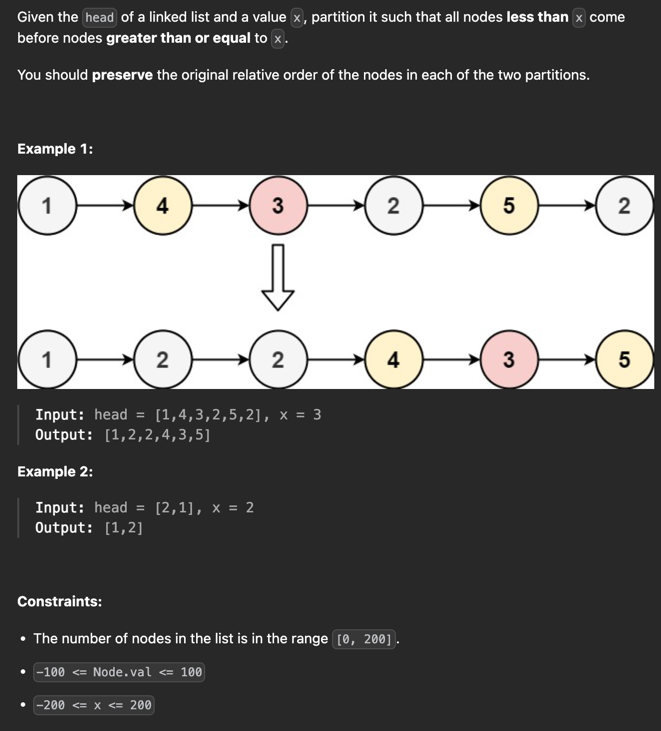 Given the head of a linked list and a value x, partition it such that all nodes less than x come
before nodes greater than or equal to x.
You should preserve the original relative order of the nodes in each of the two partitions.
Example 1:
1 4 3 2 5 2
1 2 2 4 3 5
Input: head = [1,4,3,2,5,2], x = 3
Output: [1,2,2,4,3,5]
Example 2:
Input: head = [2,1], x = 2
Output: [1,2]
Constraints:
• The number of nodes in the list is in the range [0, 200].
• -100 <= Node.val <= 100
• -200 <= x <= 200